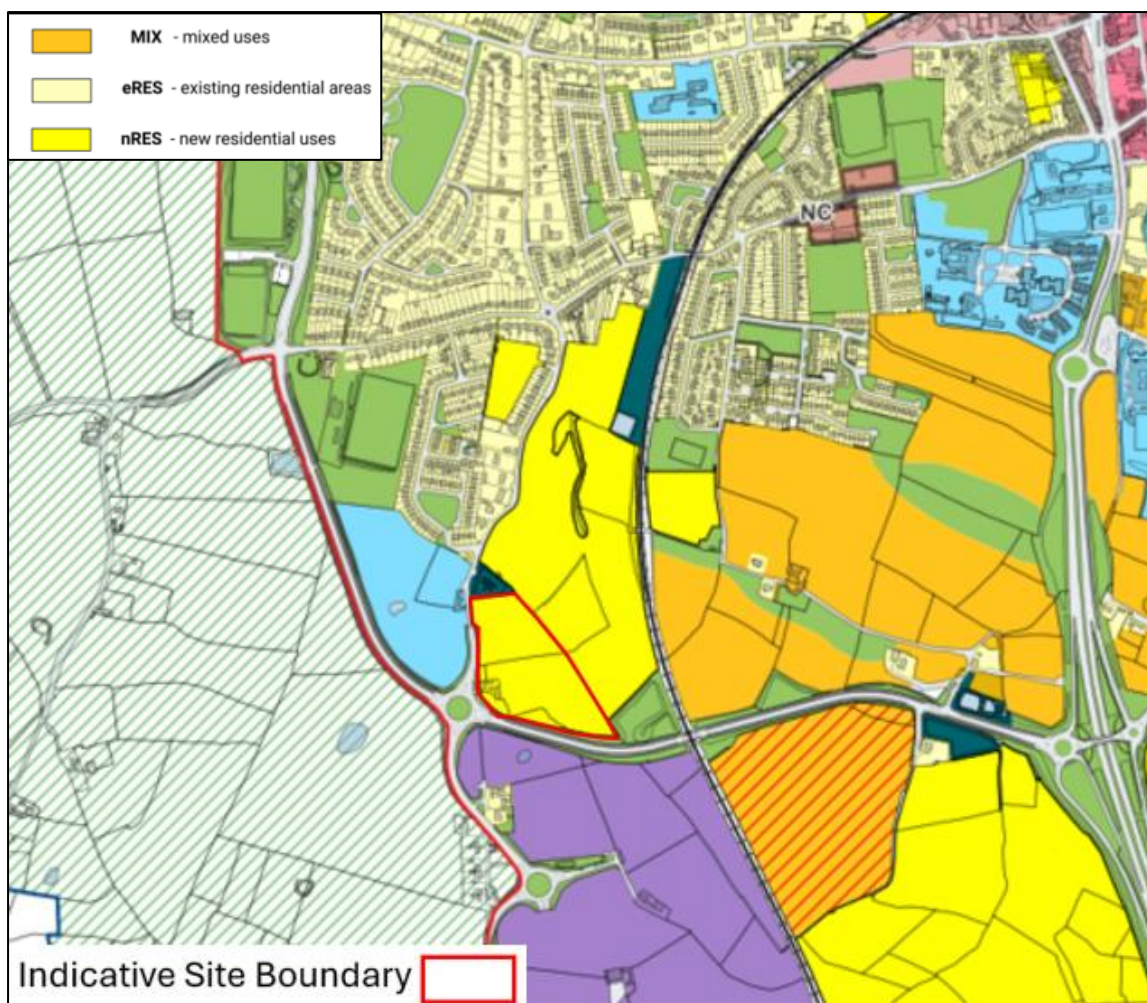 MIX - mixed uses
eRES - existing residential areas
nRES - new residential uses
NC
Indicative Site Boundary